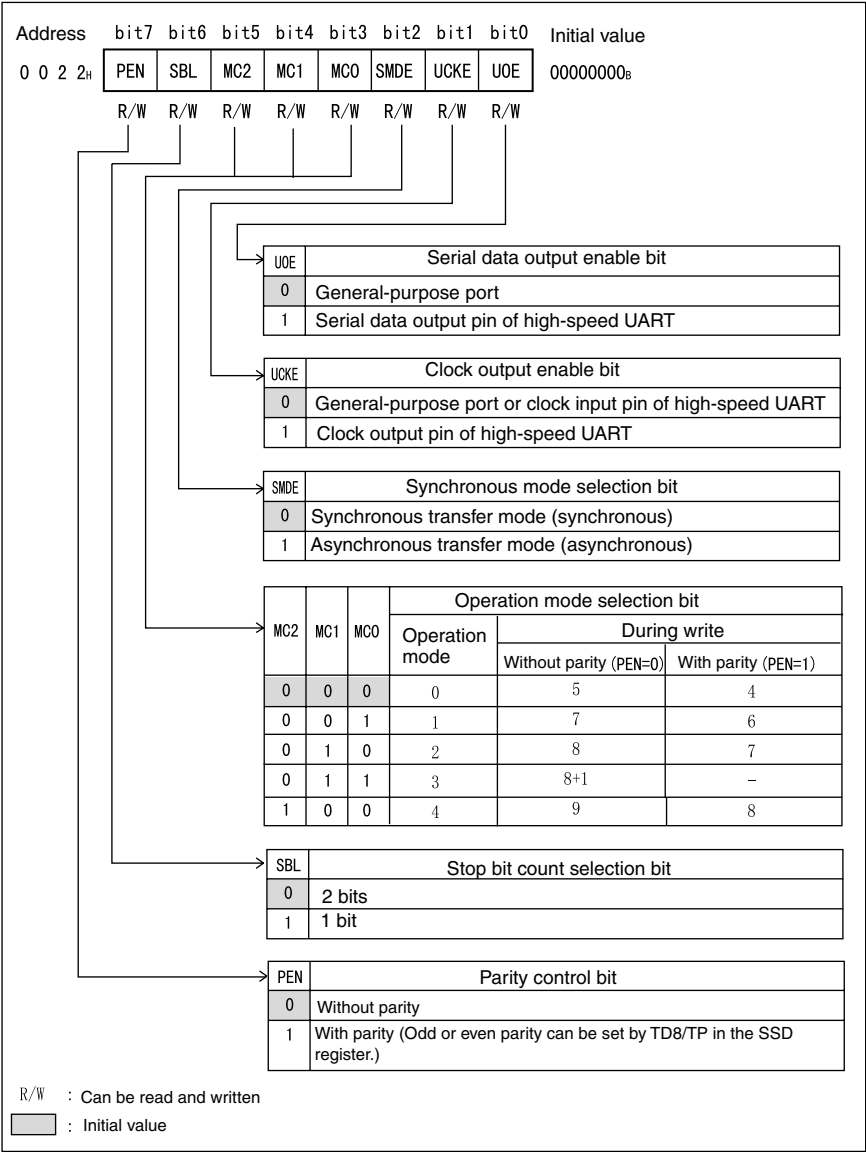 Address bit7 bit6 bit5 bit4 bit3 bit2 bit1 bit0 Initial value
0 0 2 2H PEN SBL MC2 MC1 MC0 SMDE UCKE UOE 00000000B
R/W R/W R/W R/W R/W R/W R/W R/W
UOE Serial data output enable bit
0 General-purpose port
1 Serial data output pin of high-speed UART
UCKE Clock output enable bit
0 General-purpose port or clock input pin of high-speed UART
1 Clock output pin of high-speed UART
SMDE Synchronous mode selection bit
0 Synchronous transfer mode (synchronous)
1 Asynchronous transfer mode (asynchronous)
Operation mode selection bit
MC2 MC1 MC0 Operation mode During write
Without parity (PEN=0) With parity (PEN=1)
0 0 0 0 5 4
0 0 1 1 7 6
0 1 0 2 8 7
0 1 1 3 8+1 −
1 0 0 4 9 8
SBL Stop bit count selection bit
0 2 bits
1 1 bit
PEN Parity control bit
0 Without parity
1 With parity (Odd or even parity can be set by TD8/TP in the SSD
register.)
R/W : Can be read and written
: Initial value